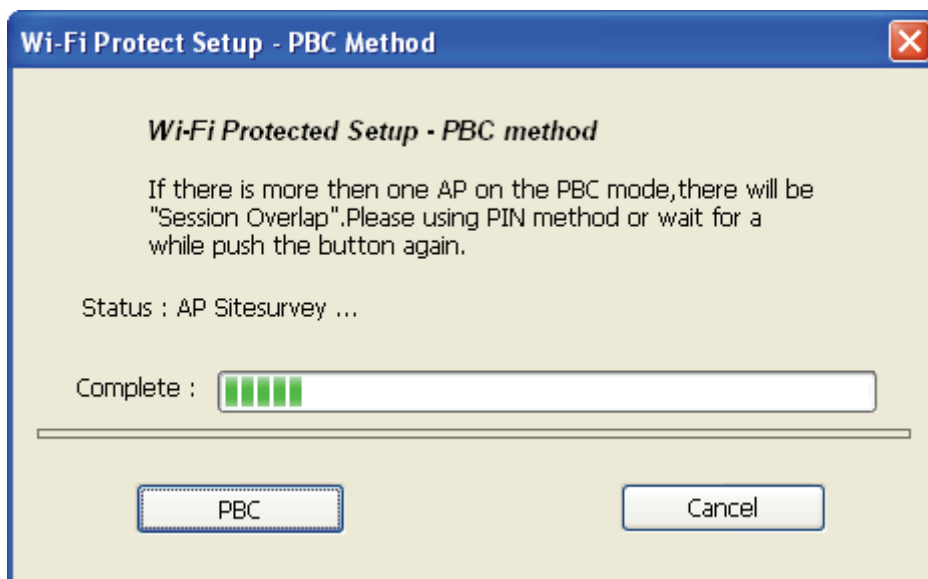 Wi-Fi Protect Setup - PBC Method
Wi-Fi Protected Setup - PBC method
If there is more then one AP on the PBC mode,there will be
"Session Overlap".Please using PIN method or wait for a
while push the button again.
Status : AP Sitesurvey ...
Complete :
PBC
Cancel